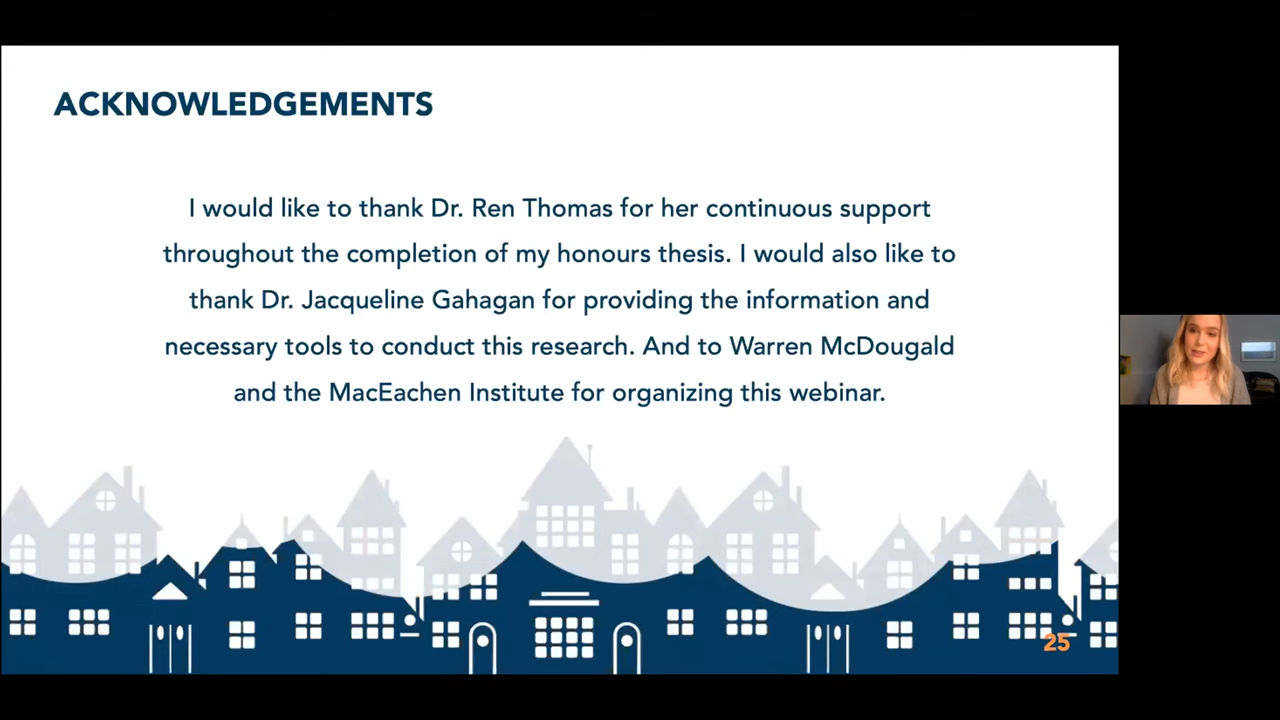 ACKNOWLEDGEMENTS
I would like to thank Dr. Ren Thomas for her continuous support
throughout the completion of my honours thesis. I would also like to
thank Dr. Jacqueline Gahagan for providing the information and
necessary tools to conduct this research. And to Warren McDougald
and the MacEachen Institute for organizing this webinar.
25